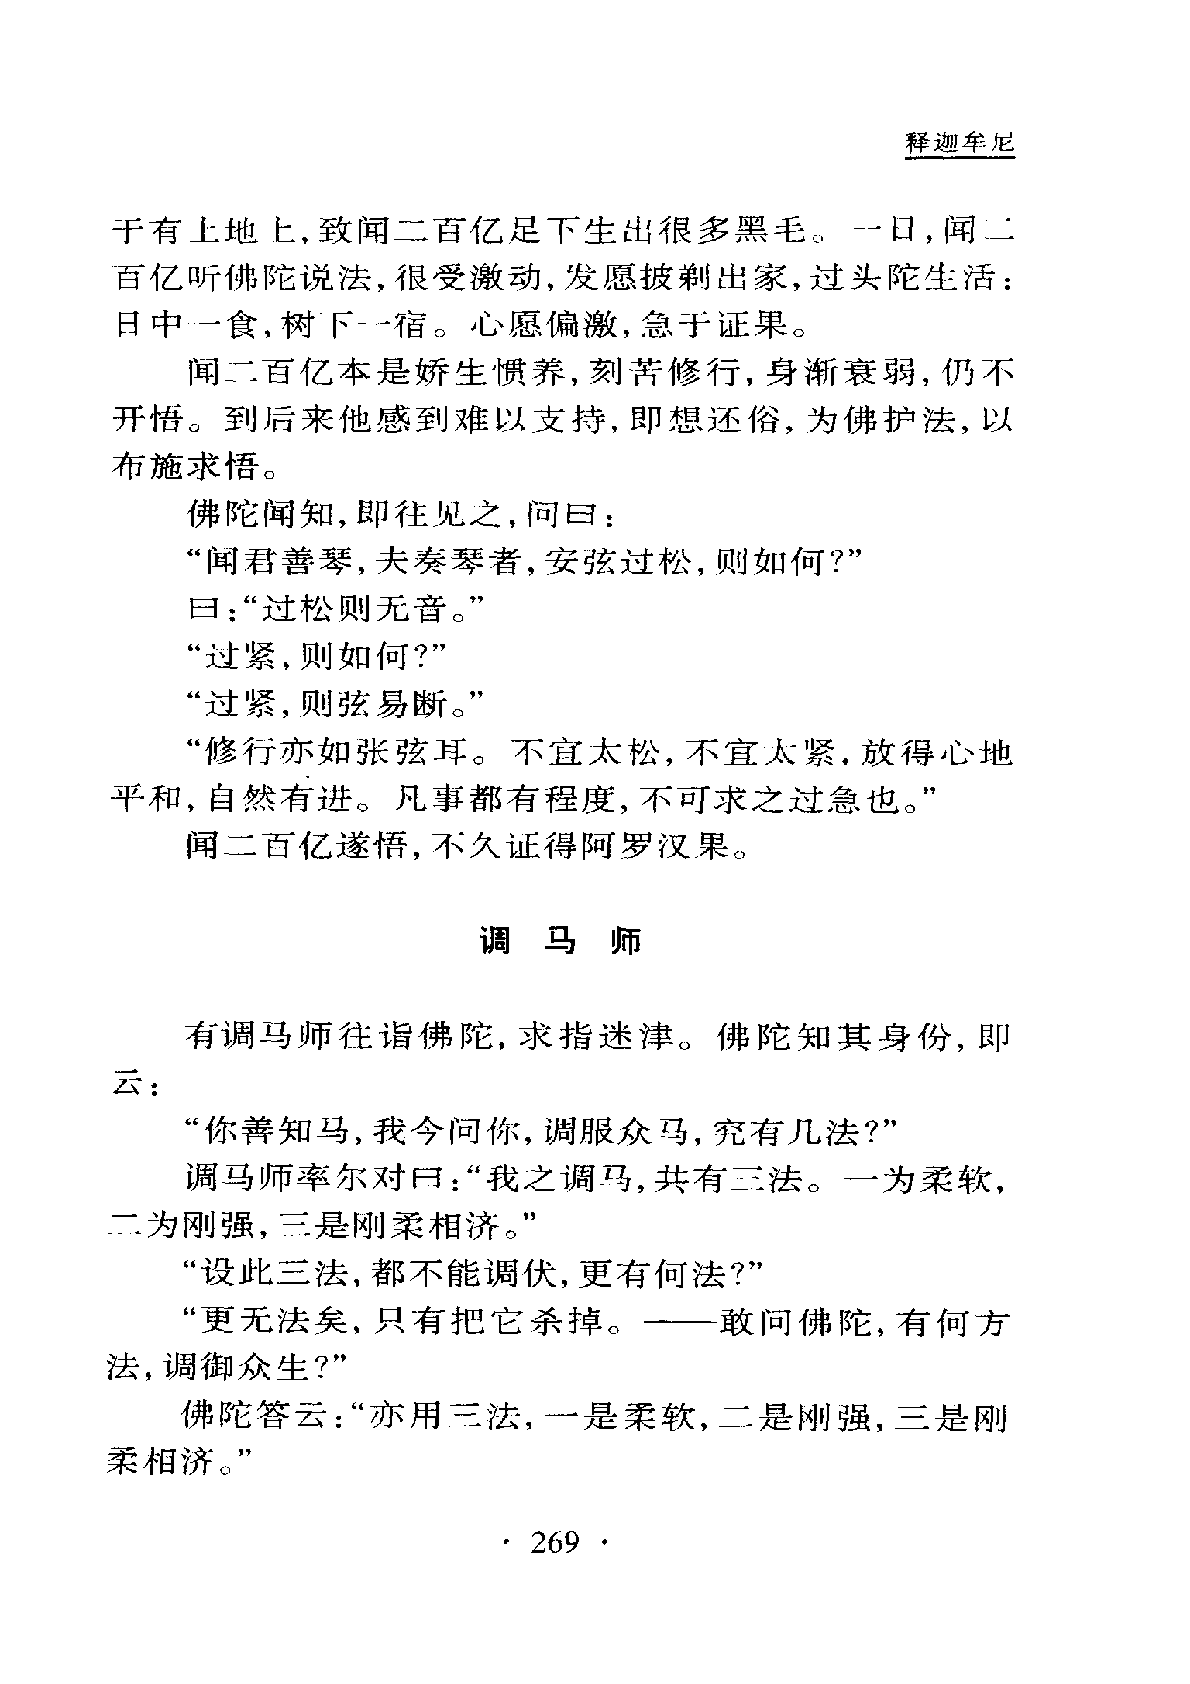 释迦牟尼
于有上地上,致闻二百亿足下生出很多黑毛。一日,闻二
百亿听佛陀说法,很受激动,发愿披剃出家,过头陀生活:
日中一食,树下一宿。心愿偏激,急于证果。
闻二百亿本是娇生惯养,刻苦修行,身渐衰弱,仍不
开悟。到后来他感到难以支持,即想还俗,为佛护法,以
布施求悟。
佛陀闻知,即往见之,问曰:
“闻君善琴,夫奏琴者,安弦过松,则如何?”
曰:“过松则无音。”
“过紧,则如何?”
“过紧,则弦易断。”
“修行亦如张弦耳。不宜太松,不宜太紧,放得心地
平和,自然有进。凡事都有程度,不可求之过急也。”
闻二百亿遂悟,不久证得阿罗汉果。
调马师
有调马师往诣佛陀,求指迷津。佛陀知其身份,即
云:
“你善知马,我今问你,调服众马,究有几法?”
调马师率尔对曰:“我之调马,共有三法。一为柔软,
二为刚强,三是刚柔相济。”
“设此三法,都不能调伏,更有何法?”
“更无法矣,只有把它杀掉。——敢问佛陀,有何方
法,调御众生?”
佛陀答云:“亦用三法,一是柔软,二是刚强,三是刚
柔相济。”
· 269 ·